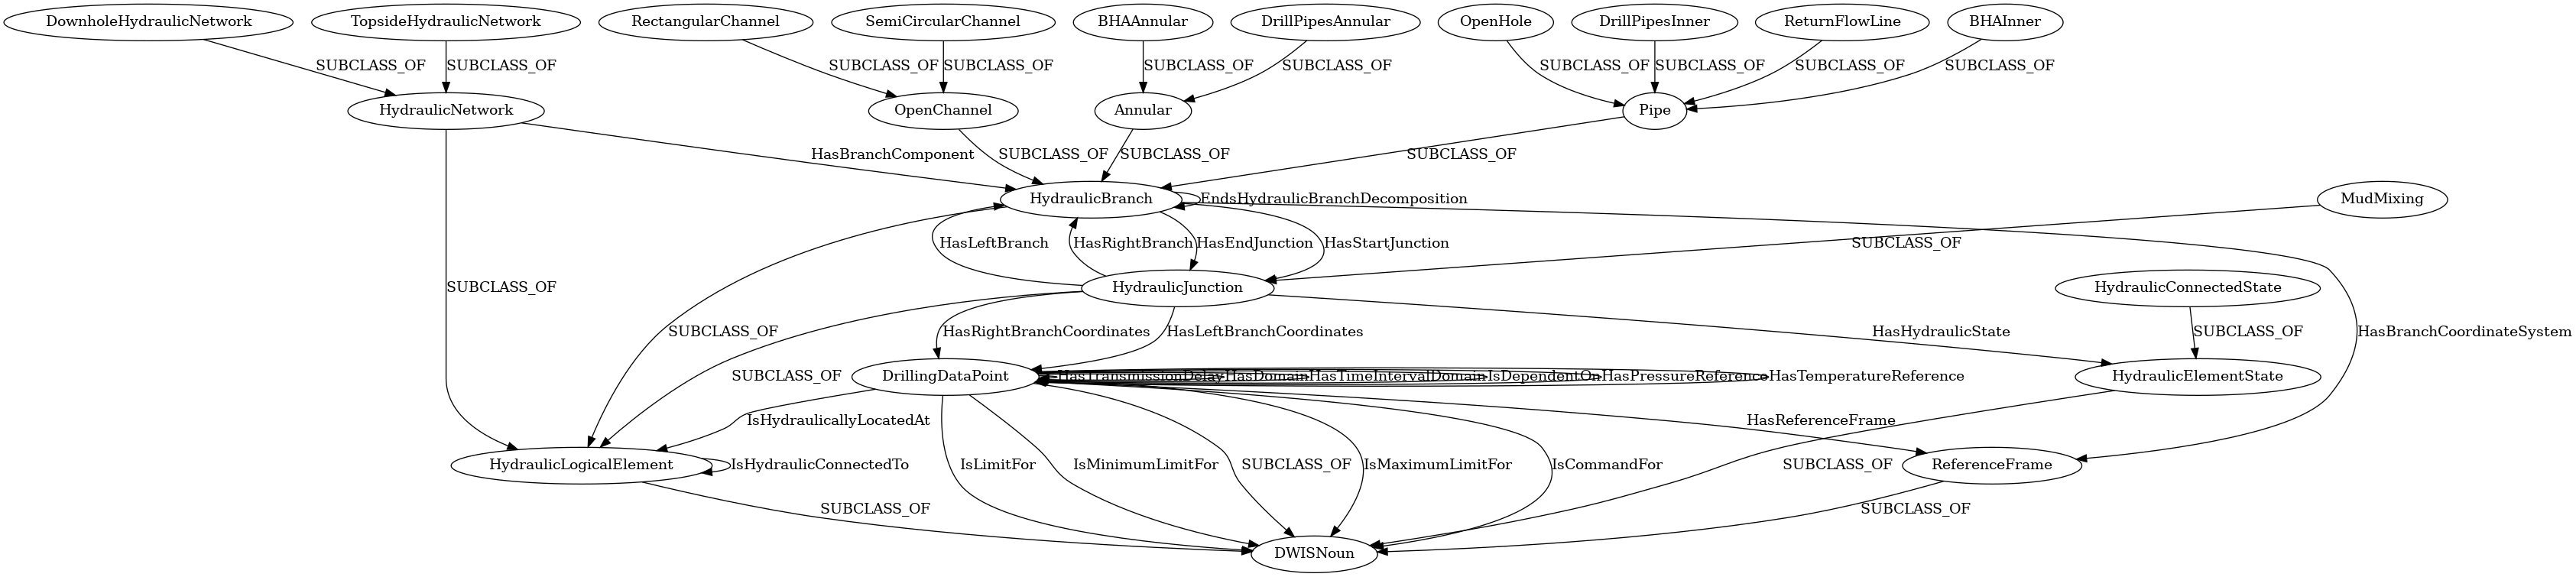 DownholeHydraulicNetwork TopsideHydraulicNetwork RectangularChannel SemiCircularChannel BHAAnnular DrillPipesAnnular OpenHole DrillPipesInner ReturnFlowLine BHAInner
SUBCLASS_OF SUBCLASS_OF SUBCLASS_OF SUBCLASS_OF SUBCLASS_OF SUBCLASS_OF SUBCLASS_OF SUBCLASS_OF SUBCLASS_OF SUBCLASS_OF
HydraulicNetwork OpenChannel Annular Pipe
HasBranchComponent SUBCLASS_OF SUBCLASS_OF SUBCLASS_OF
HydraulicBranch EndsHydraulicBranchDecomposition MudMixing
HasLeftBranch HasRightBranch HasEndJunction HasStartJunction SUBCLASS_OF
SUBCLASS_OF HydraulicJunction HydraulicConnectedState
SUBCLASS_OF HasRightBranchCoordinates HasLeftBranchCoordinates HasHydraulicState SUBCLASS_OF HasBranchCoordinateSystem
SUBCLASS_OF DrillingDataPoint HasTransmissionDelay HasDomain HasTimeIntervalDomain IsDependentOn HasPressureReference HasTemperatureReference HydraulicElementState
IsHydraulicallyLocatedAt HasReferenceFrame
HydraulicLogicalElement IsHydraulicConnectedTo IsLimitFor IsMinimumLimitFor SUBCLASS_OF IsMaximumLimitFor IsCommandFor SUBCLASS_OF ReferenceFrame
SUBCLASS_OF SUBCLASS_OF
DWISNoun